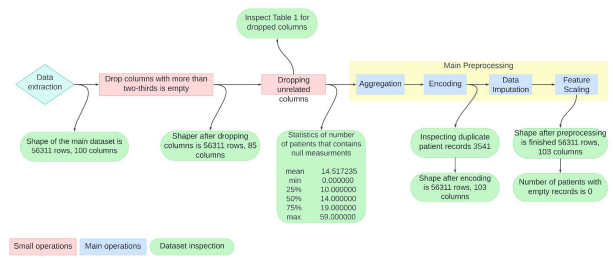 Inspect Table 1 for
dropped columns
Main Preprocessing
Data
extraction
Drop columns with more than
two-thirds is empty
Dropping
unrelated
columns
Aggregation
Encoding
Data
Imputation
Feature
Scaling
Shape of the main dataset is
56311 rows, 100 columns
Shaper after dropping
columns is 56311 rows, 85
columns
Statistics of number
of patients that contains
null measurments
mean 14.517235
min 0.000000
25% 10.000000
50% 14.000000
75% 19.000000
max 59.000000
Inspecting duplicate
patient records 3541
Shape after encoding
is 56311 rows, 103
columns
Shape after preprocessing
is finished 56311 rows,
103 columns
Number of patients with
empty records is 0
Small operations
Main operations
Dataset inspection